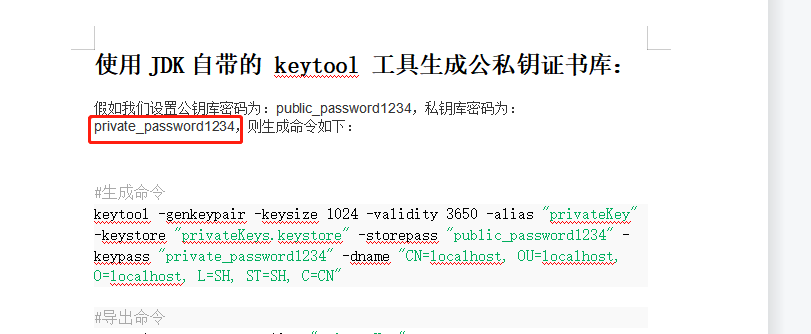 使用 JDK 自带的 keytool 工具生成公私钥证书库：
假如我们设置公钥库密码为：public_password1234，私钥库密码为：
private_password1234，则生成命令如下：
#生成命令
keytool -genkeypair -keysize 1024 -validity 3650 -alias "privateKey"
-keystore "privateKeys.keystore" -storepass "public_password1234" -
keypass "private_password1234" -dname "CN=localhost, OU=localhost,
O=localhost, L=SH, ST=SH, C=CN"
#导出命令